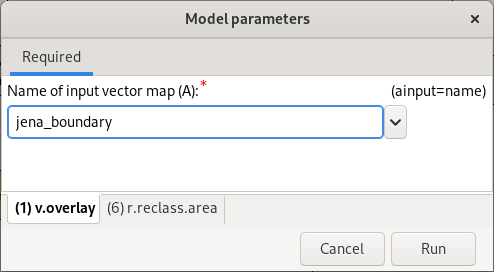 Model parameters
×
Required
Name of input vector map (A):* (ainput=name)
jena_boundary
(1) v.overlay (6) r.reclass.area
Cancel Run